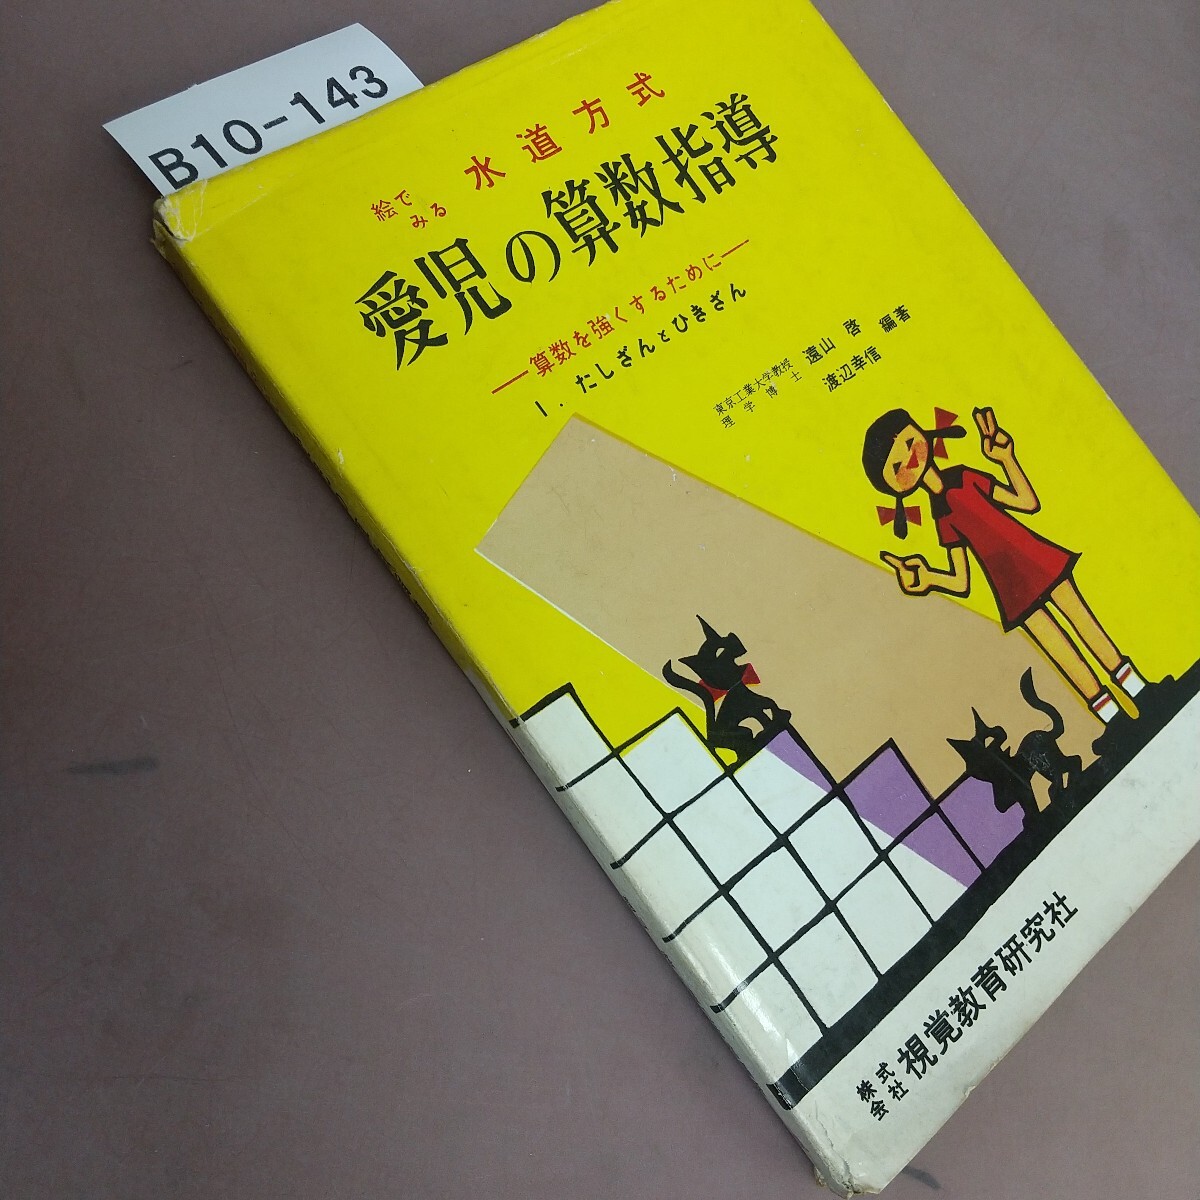 B10-143
絵で
みる
水道方式
愛児の算数指導
―算数を強くするために―
1. たしざんとひきざん
東京工業大学教授
理学博士
遠山 啓
渡辺幸信
編著
株式
会社
視覚教育研究社